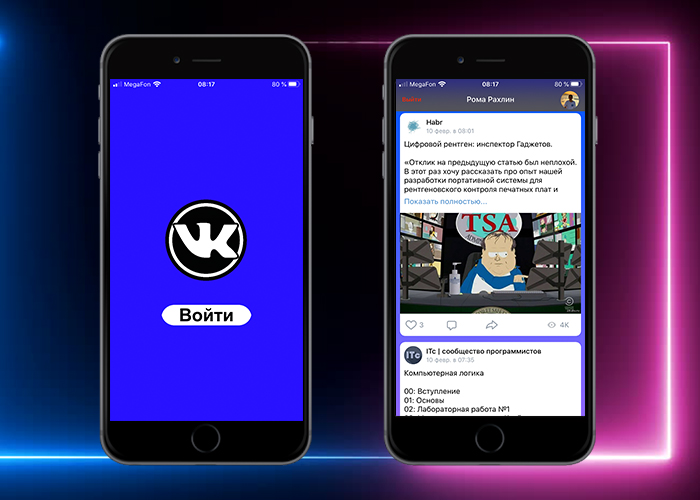 MegaFon
08:17
80 %
VK
Войти
MegaFon
08:17
80 %
Выйти
Рома Рахлин
Habr
10 февр. в 08:01
Цифровой рентген: инспектор Гаджетов.
«Отклик на предыдущую статью был неплохой.
В этот раз хочу рассказать про опыт нашей
разработки портативной системы для
рентгеновского контроля печатных плат и
Показать полностью...
TSA
3
4K
ITc
ITc | сообщество программистов
10 февр. в 07:35
Компьютерная логика
00: Вступление
01: Основы
02: Лабораторная работа №1